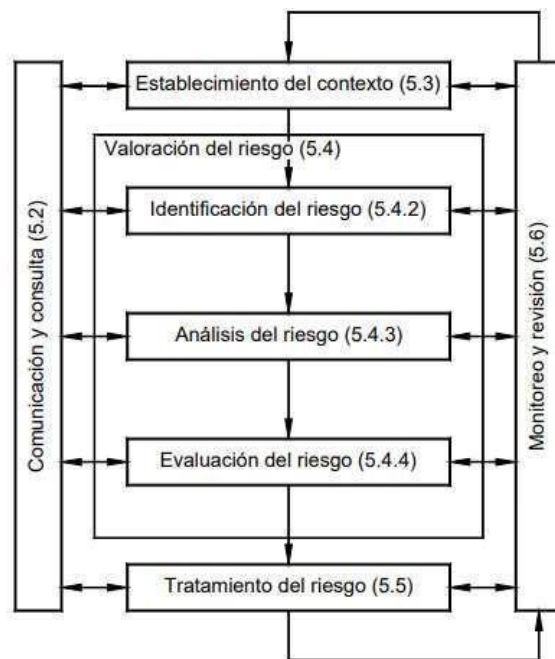 Establecimiento del contexto (5.3)
Valoración del riesgo (5.4)
Identificación del riesgo (5.4.2)
Análisis del riesgo (5.4.3)
Evaluación del riesgo (5.4.4)
Tratamiento del riesgo (5.5)
Comunicación y consulta (5.2)
Monitoreo y revisión (5.6)